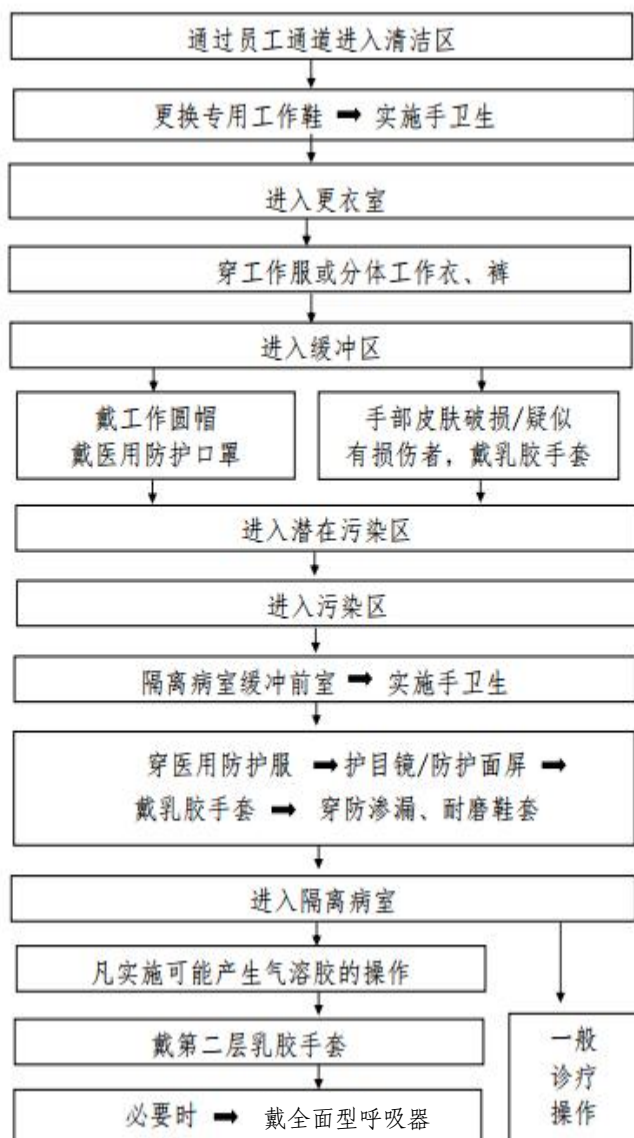 通过员工通道进入清洁区
更换专用工作鞋 ➡ 实施手卫生
进入更衣室
穿工作服或分体工作衣、裤
进入缓冲区
戴工作圆帽
戴医用防护口罩
手部皮肤破损/疑似
有损伤者，戴乳胶手套
进入潜在污染区
进入污染区
隔离病室缓冲前室 ➡ 实施手卫生
穿医用防护服 ➡护目镜/防护面屏 ➡
戴乳胶手套 ➡ 穿防渗漏、耐磨鞋套
进入隔离病室
凡实施可能产生气溶胶的操作
戴第二层乳胶手套
必要时 ➡ 戴全面型呼吸器
一般
诊疗
操作